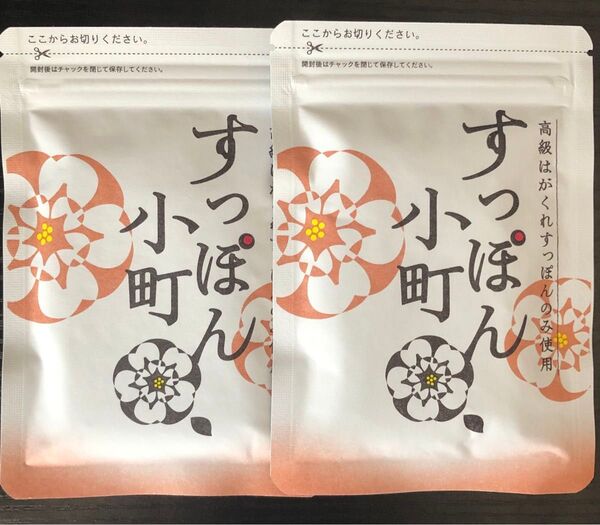 ここからお切りください。
開封後はチャックを閉じて保存してください。
すっぽん
小町
ここからお切りください。
開封後はチャックを閉じて保存してください。
高級はがくれすっぽんのみ使用
すっぽん
小町